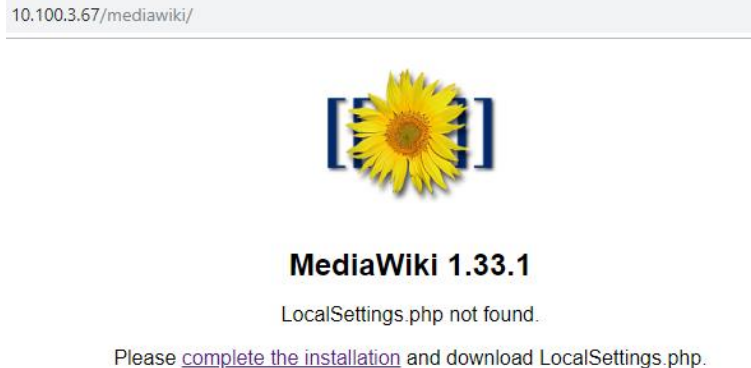 10.100.3.67/mediawiki/
[[ ]]
MediaWiki 1.33.1
LocalSettings.php not found.
Please complete the installation and download LocalSettings.php.